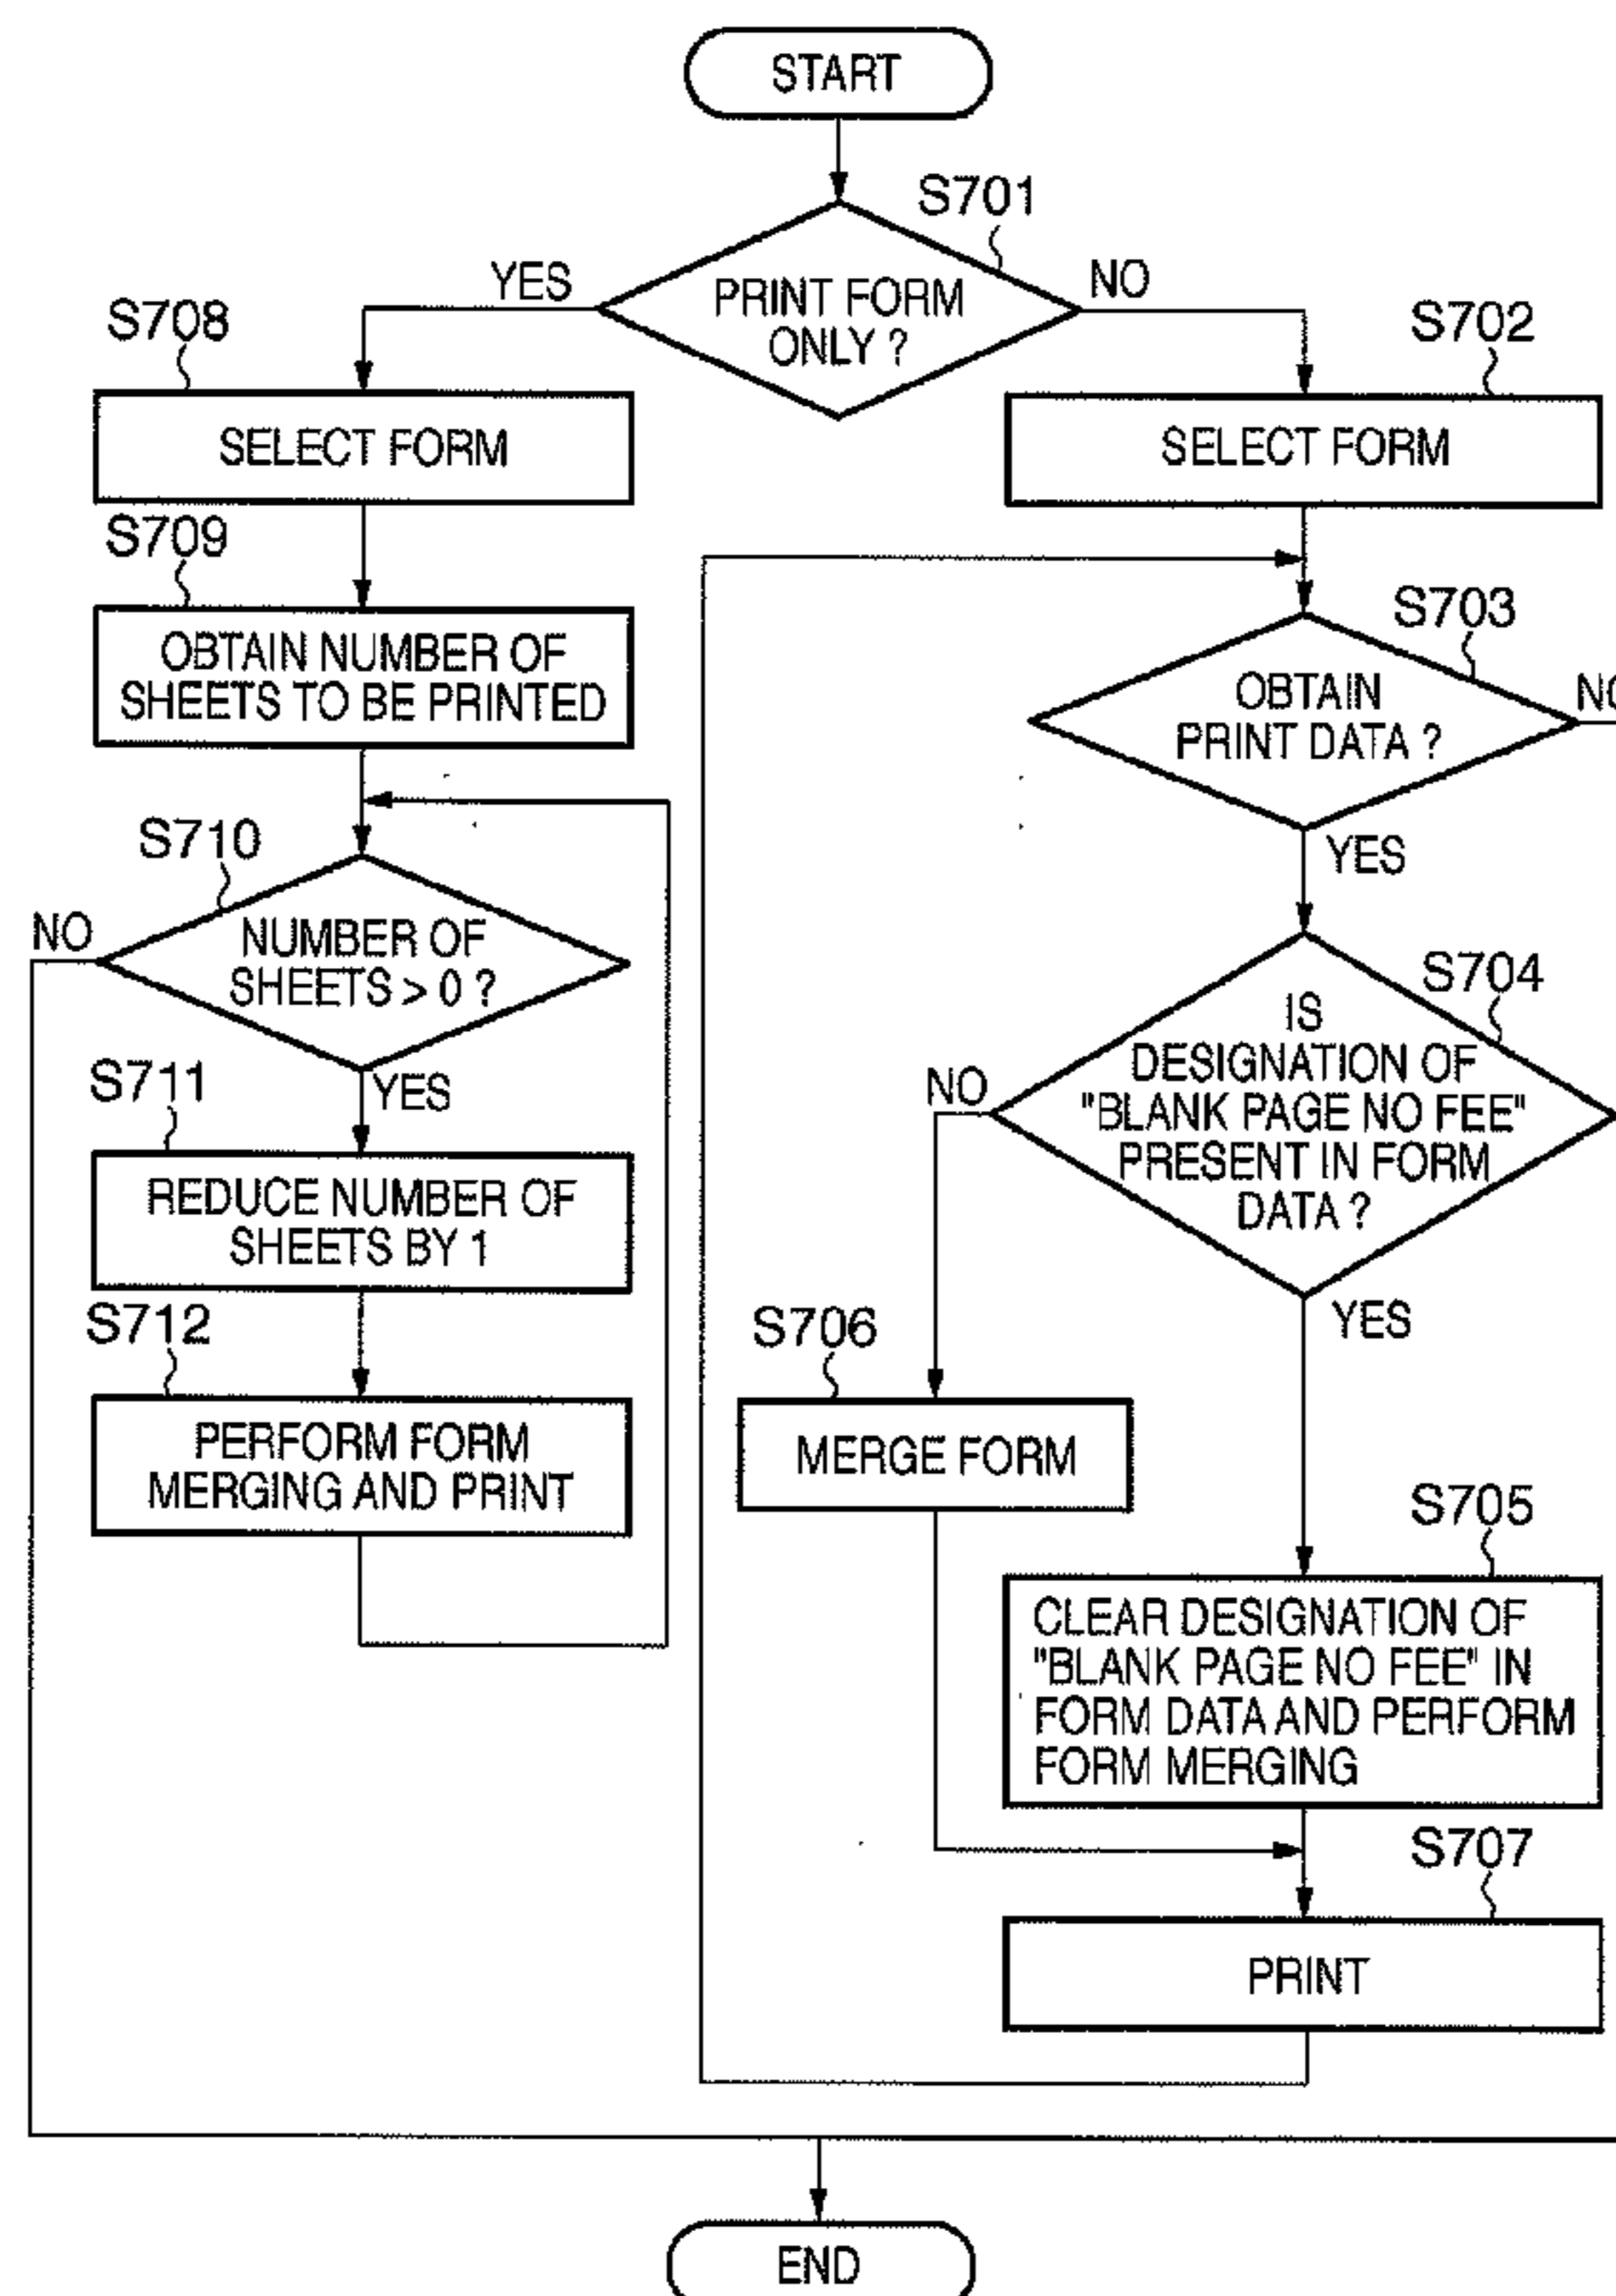 START
S701
YES
PRINT FORM
ONLY ?
NO
S708
SELECT FORM
S702
SELECT FORM
S709
OBTAIN NUMBER OF
SHEETS TO BE PRINTED
S703
OBTAIN
PRINT DATA ?
NO
YES
S710
NO
NUMBER OF
SHEETS > 0 ?
YES
S704
IS
DESIGNATION OF
"BLANK PAGE NO FEE"
PRESENT IN FORM
DATA ?
NO
YES
S711
REDUCE NUMBER OF
SHEETS BY 1
S712
PERFORM FORM
MERGING AND PRINT
S706
MERGE FORM
S705
CLEAR DESIGNATION OF
"BLANK PAGE NO FEE" IN
FORM DATA AND PERFORM
FORM MERGING
S707
PRINT
END